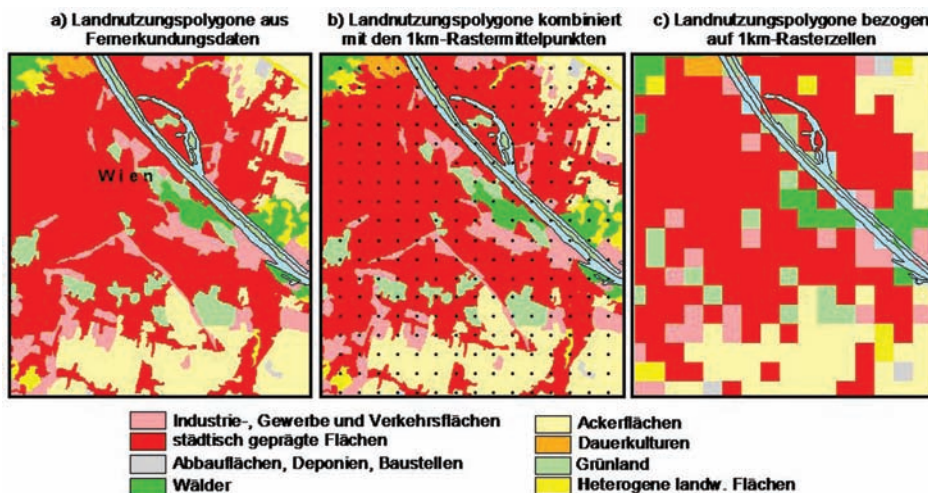 a) Landnutzungspolygone aus
Fernerkundungsdaten
b) Landnutzungspolygone kombiniert
mit den 1km-Rastermittelpunkten
c) Landnutzungspolygone bezogen
auf 1km-Rasterzellen
Wien
Industrie-, Gewerbe und Verkehrsflächen
städtisch geprägte Flächen
Abbauflächen, Deponien, Baustellen
Wälder
Ackerflächen
Dauerkulturen
Grünland
Heterogene landw. Flächen